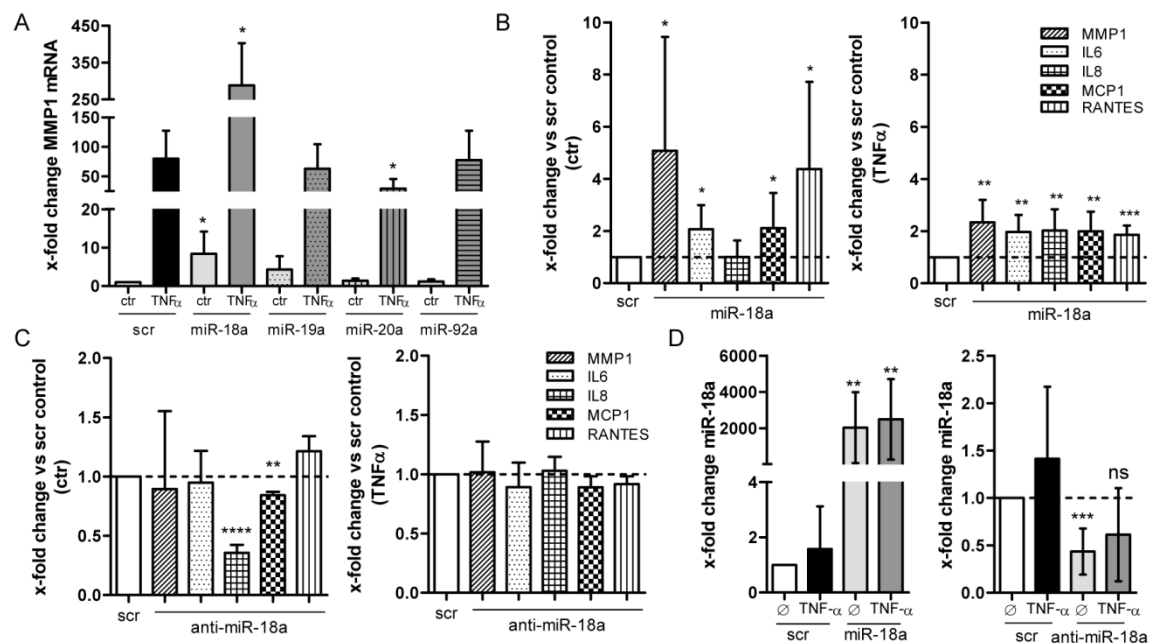 A
x-fold change MMP1 mRNA
450
350
250
150
100
50
20
10
0
ctr TNFα ctr TNFα ctr TNFα ctr TNFα ctr TNFα
scr miR-18a miR-19a miR-20a miR-92a
* * *
B
x-fold change vs scr control
(ctr)
10
8
6
4
2
0
* * * *
scr
miR-18a
x-fold change vs scr control
(TNFα)
10
8
6
4
2
0
** ** ** ** ***
scr
miR-18a
MMP1
IL6
IL8
MCP1
RANTES
C
x-fold change vs scr control
(ctr)
2.0
1.5
1.0
0.5
0.0
**** **
scr
anti-miR-18a
x-fold change vs scr control
(TNFα)
2.0
1.5
1.0
0.5
0.0
scr
anti-miR-18a
MMP1
IL6
IL8
MCP1
RANTES
D
x-fold change miR-18a
6000
4000
2000
4
2
0
** **
∅ TNF-α ∅ TNF-α
scr miR-18a
x-fold change miR-18a
2.5
2.0
1.5
1.0
0.5
0.0
*** ns
∅ TNF-α ∅ TNF-α
scr anti-miR-18a